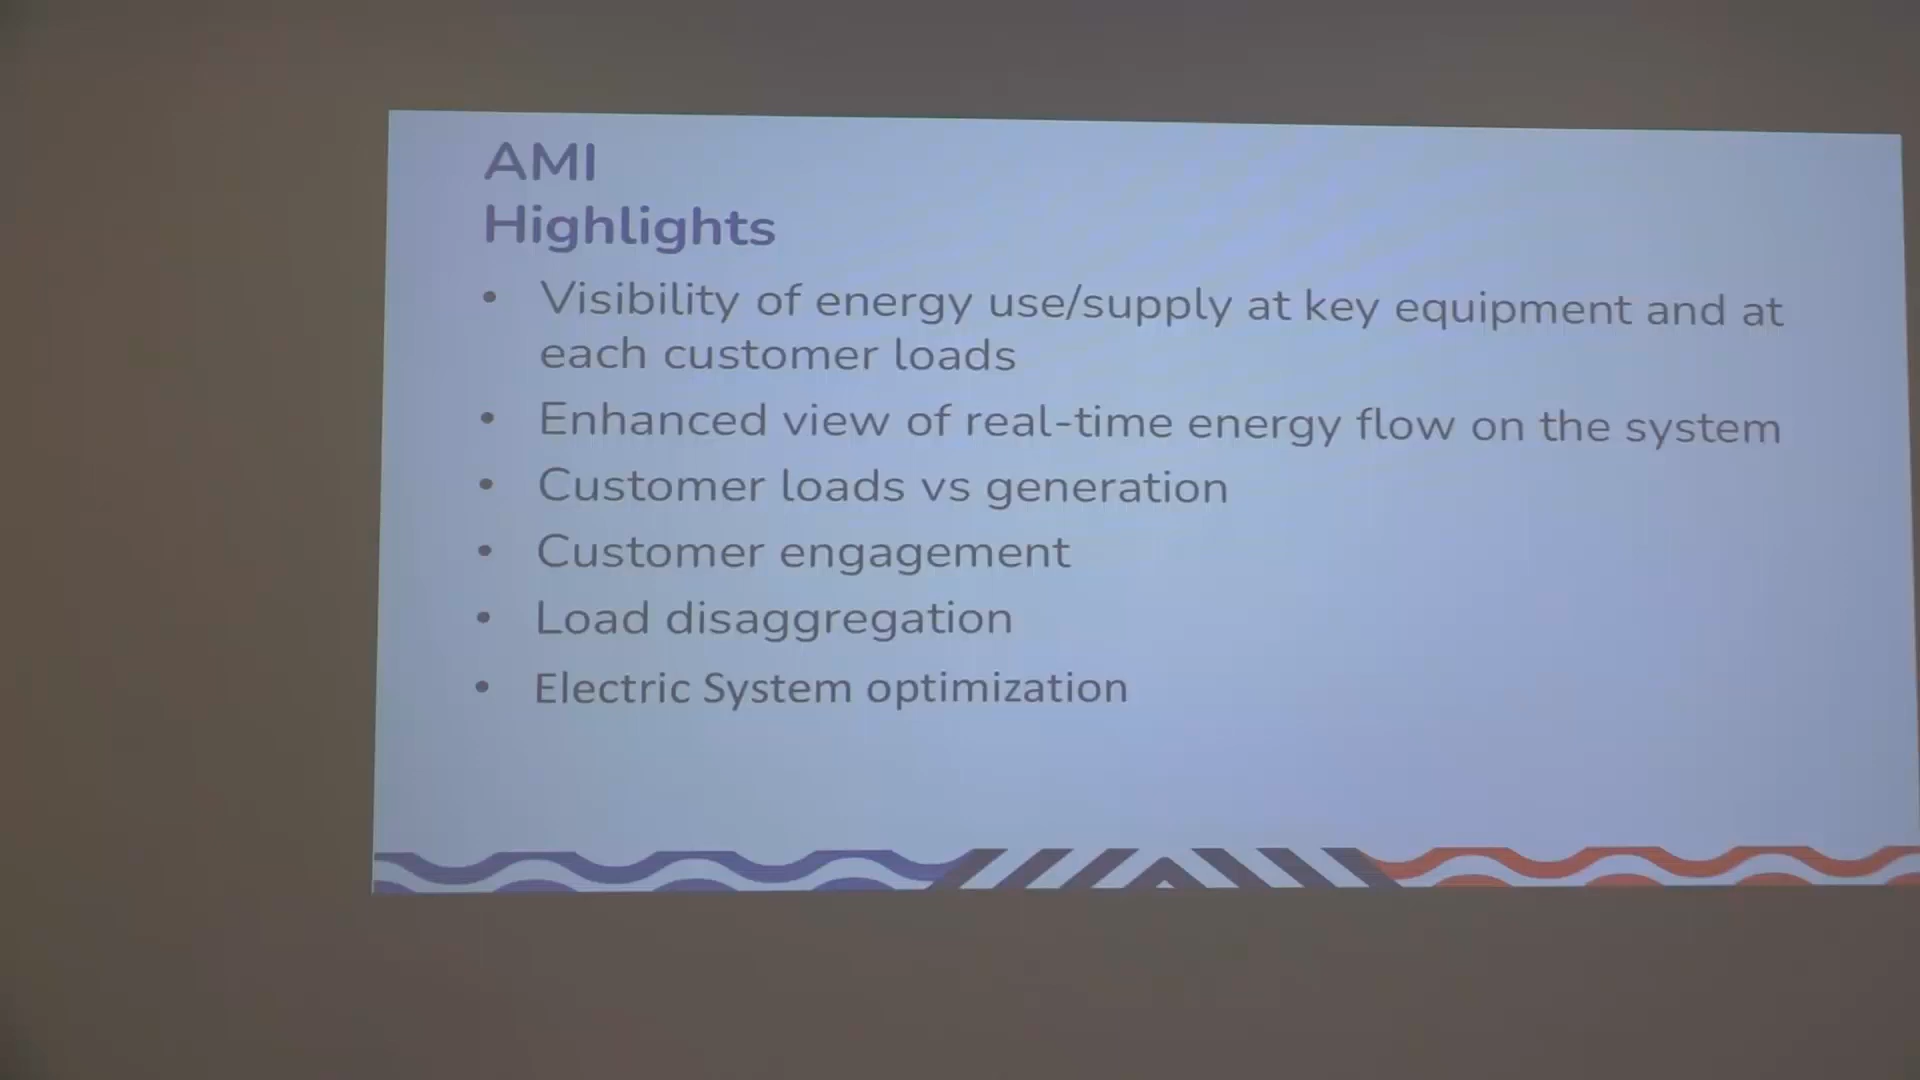 AMI
Highlights
• Visibility of energy use/supply at key equipment and at
each customer loads
• Enhanced view of real-time energy flow on the system
• Customer loads vs generation
• Customer engagement
• Load disaggregation
• Electric System optimization